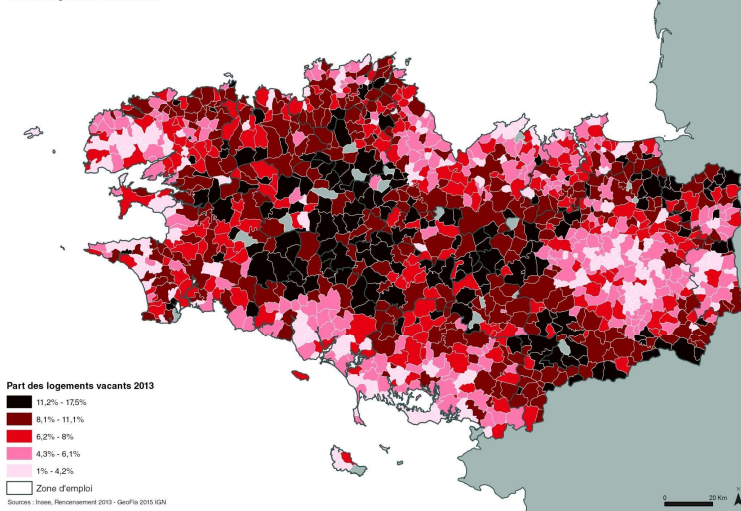 Part des logements vacants 2013
11,2% - 17,5%
8,1% - 11,1%
6,2% - 8%
4,3% - 6,1%
1% - 4,2%
Zone d'emploi
Sources : Insee, Rencensement 2013 - GeoFla 2015 IGN
0 20 Km
N